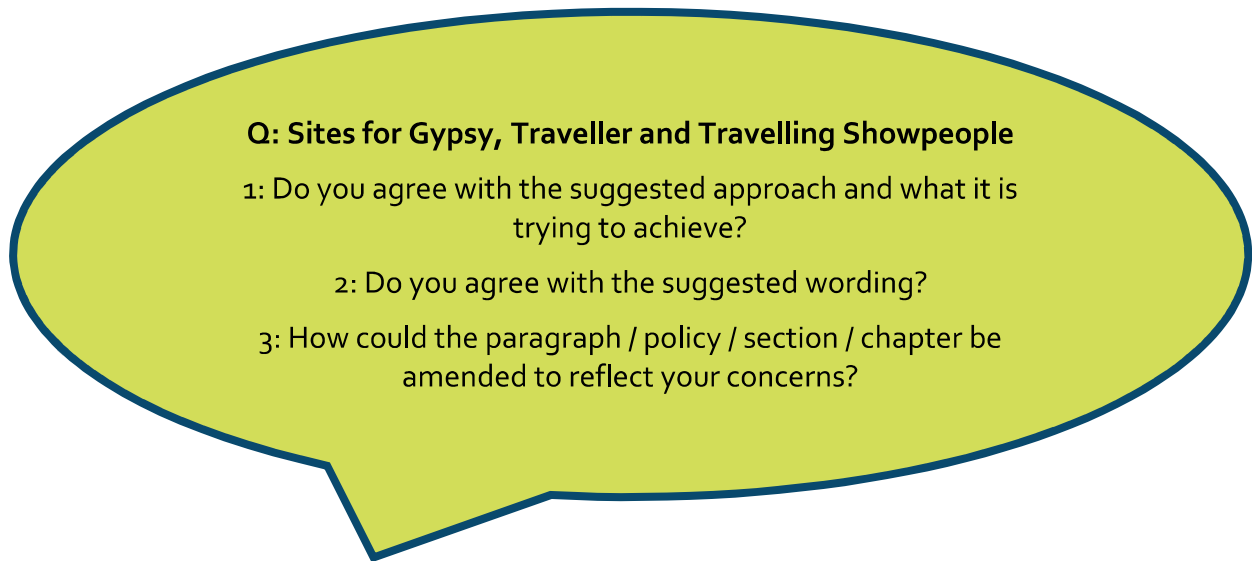 Q: Sites for Gypsy, Traveller and Travelling Showpeople
1: Do you agree with the suggested approach and what it is
trying to achieve?
2: Do you agree with the suggested wording?
3: How could the paragraph / policy / section / chapter be
amended to reflect your concerns?